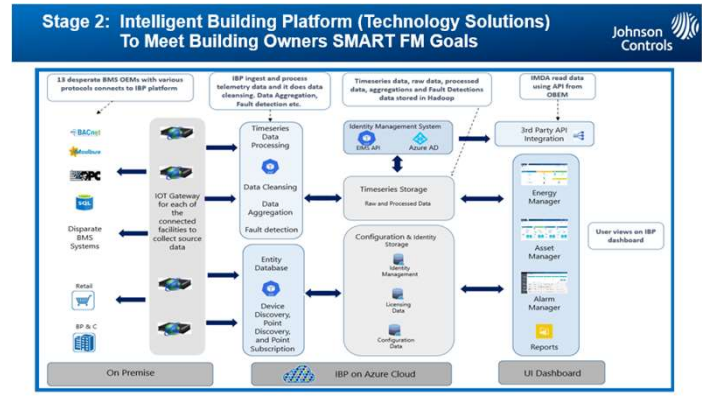 Stage 2: Intelligent Building Platform (Technology Solutions)
To Meet Building Owners SMART FM Goals
Johnson
Controls
13 desperate BMS OEMs with various
protocols connects to IBP platform
IBP ingest and process
telemetry data and it does data
cleansing. Data Aggregation,
Fault detection etc.
Timeseries data, raw data, processed
data, aggregations and Fault Detections
data stored in Hadoop
IMDA read data
using API from
OBEM
BACnet
Modbus
OPC
SQL
Disparate
BMS
Systems
Retail
BP & C
IOT Gateway
for each of
the
connected
facilities to
collect source
data
Timeseries
Data
Processing
Data Cleansing
Data
Aggregation
Fault detection
Entity
Database
Device
Discovery,
Point
Discovery,
and Point
Subscription
Identity Management System
EIMS API
Azure AD
Timeseries Storage
Raw and Processed Data
Configuration & Identity
Storage
Identity
Management
Licensing
Data
Configuration
Data
3rd Party API
Integration
Energy
Manager
Asset
Manager
Alarm
Manager
Reports
User views on IBP
dashboard
On Premise
IBP on Azure Cloud
UI Dashboard